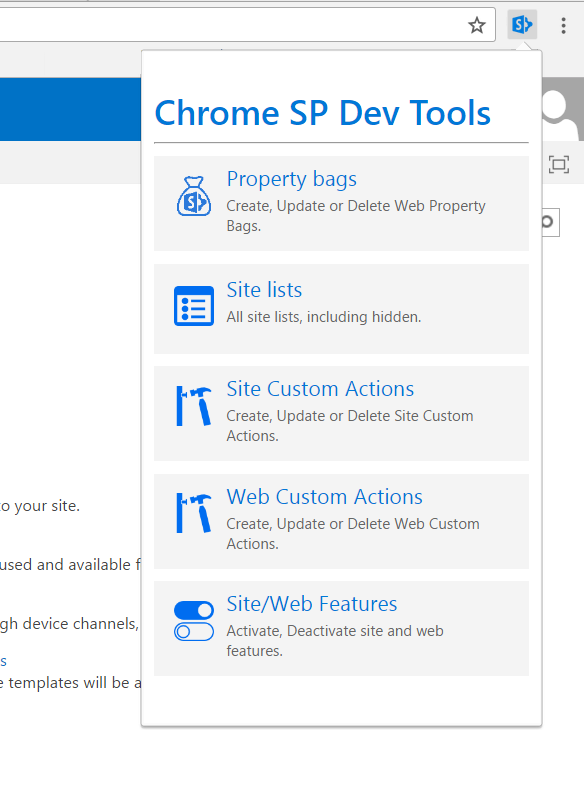 Chrome SP Dev Tools
Property bags
Create, Update or Delete Web Property
Bags.
Site lists
All site lists, including hidden.
Site Custom Actions
Create, Update or Delete Site Custom
Actions.
Web Custom Actions
Create, Update or Delete Web Custom
Actions.
Site/Web Features
Activate, Deactivate site and web
features.
o your site.
used and available f
gh device channels,
s
e templates will be a